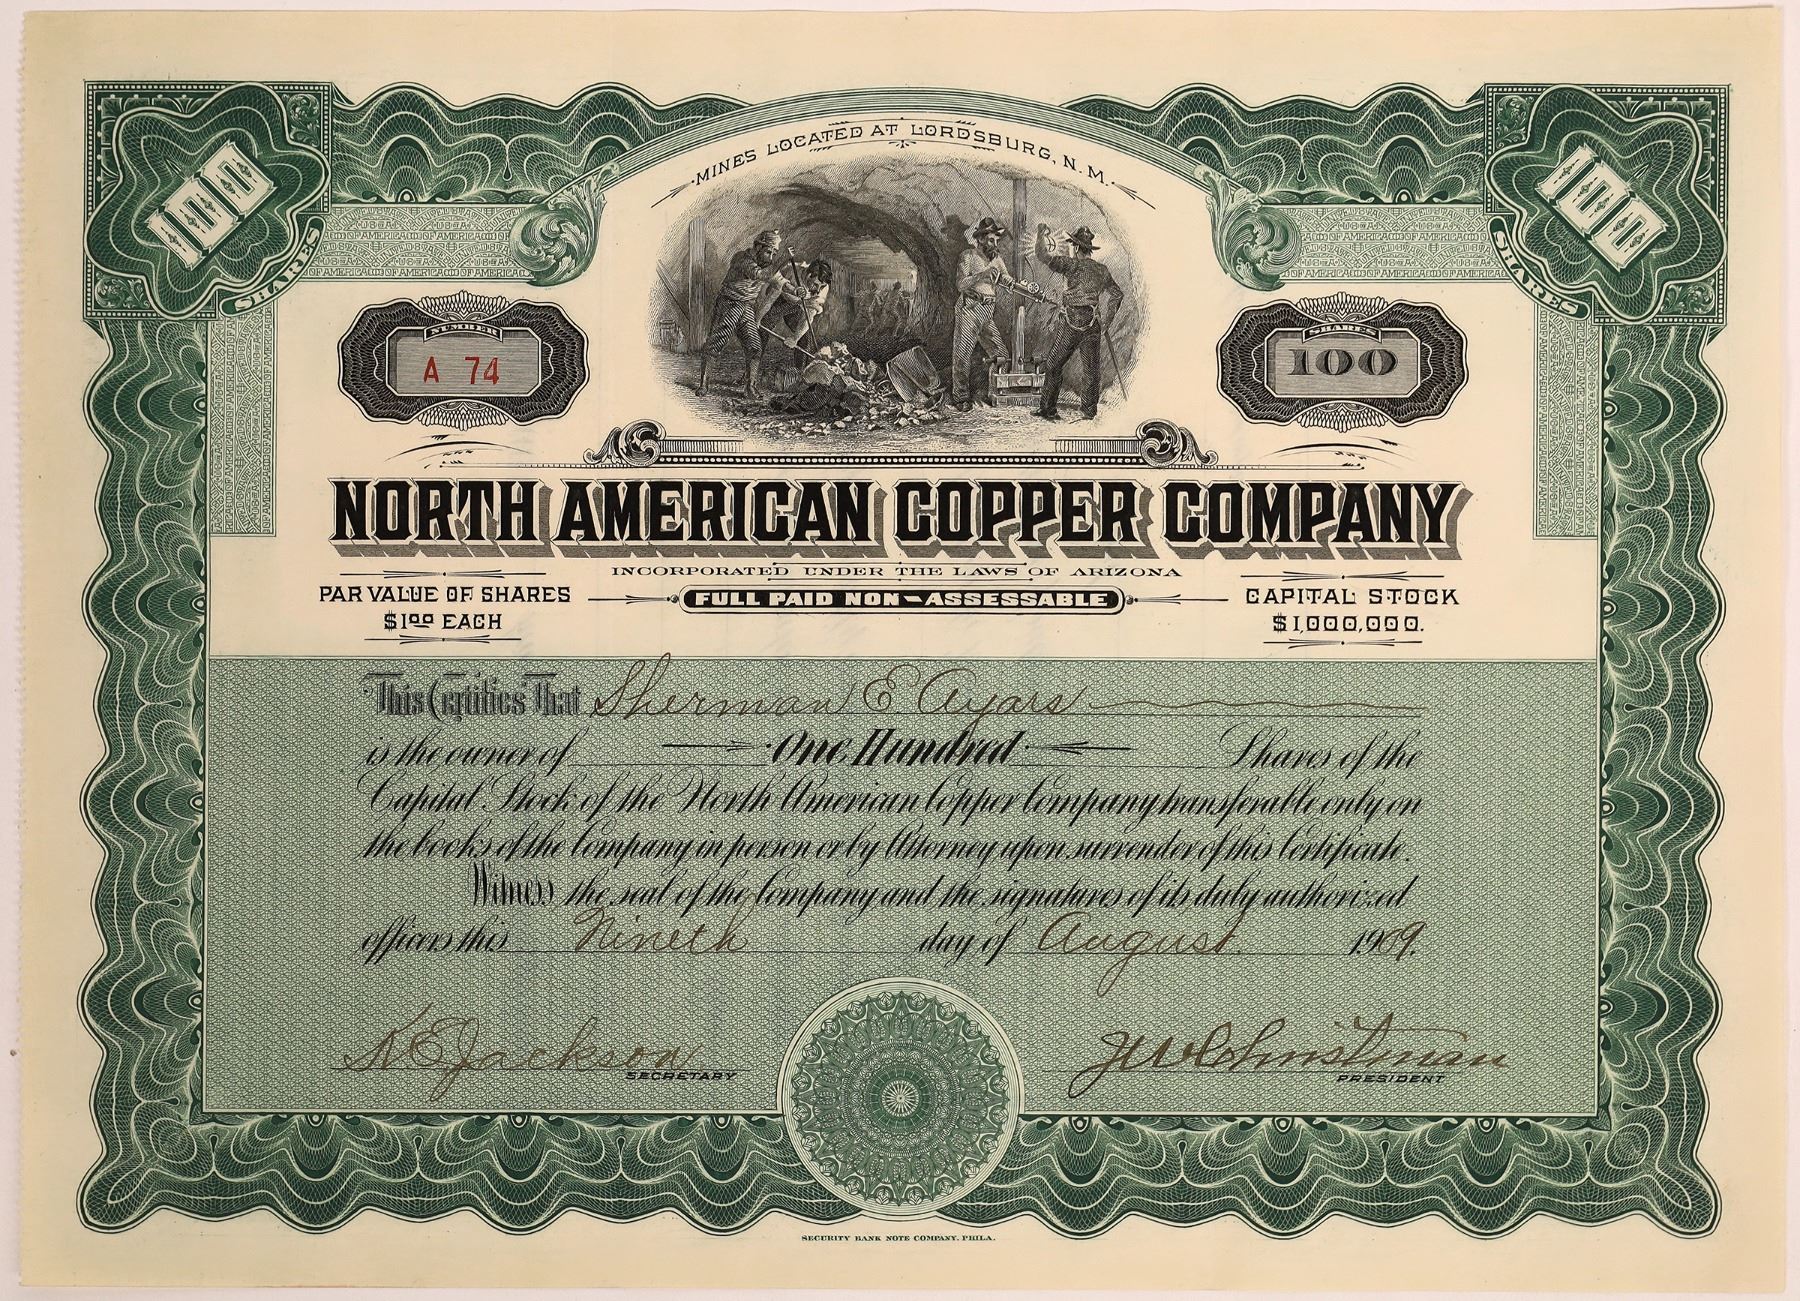 MINES LOCATED AT LORDSBURG, N. M.
100 SHARES
100 SHARES
NUMBER
A 74
SHARES
100
NORTH AMERICAN COPPER COMPANY
INCORPORATED UNDER THE LAWS OF ARIZONA
PAR VALUE OF SHARES
$1.00 EACH
FULL PAID NON-ASSESSABLE
CAPITAL STOCK
$1,000,000.
This Certifies That Sherman E Ayars
is the owner of One Hundred Shares of the
Capital Stock of the North American Copper Company transferable only on
the books of the Company in person or by Attorney upon surrender of this Certificate.
Witness the seal of the Company and the signatures of its duly authorized
officers this Nineth day of August 1909.
Jackson
SECRETARY
PRESIDENT
SECURITY BANK NOTE COMPANY, PHILA.